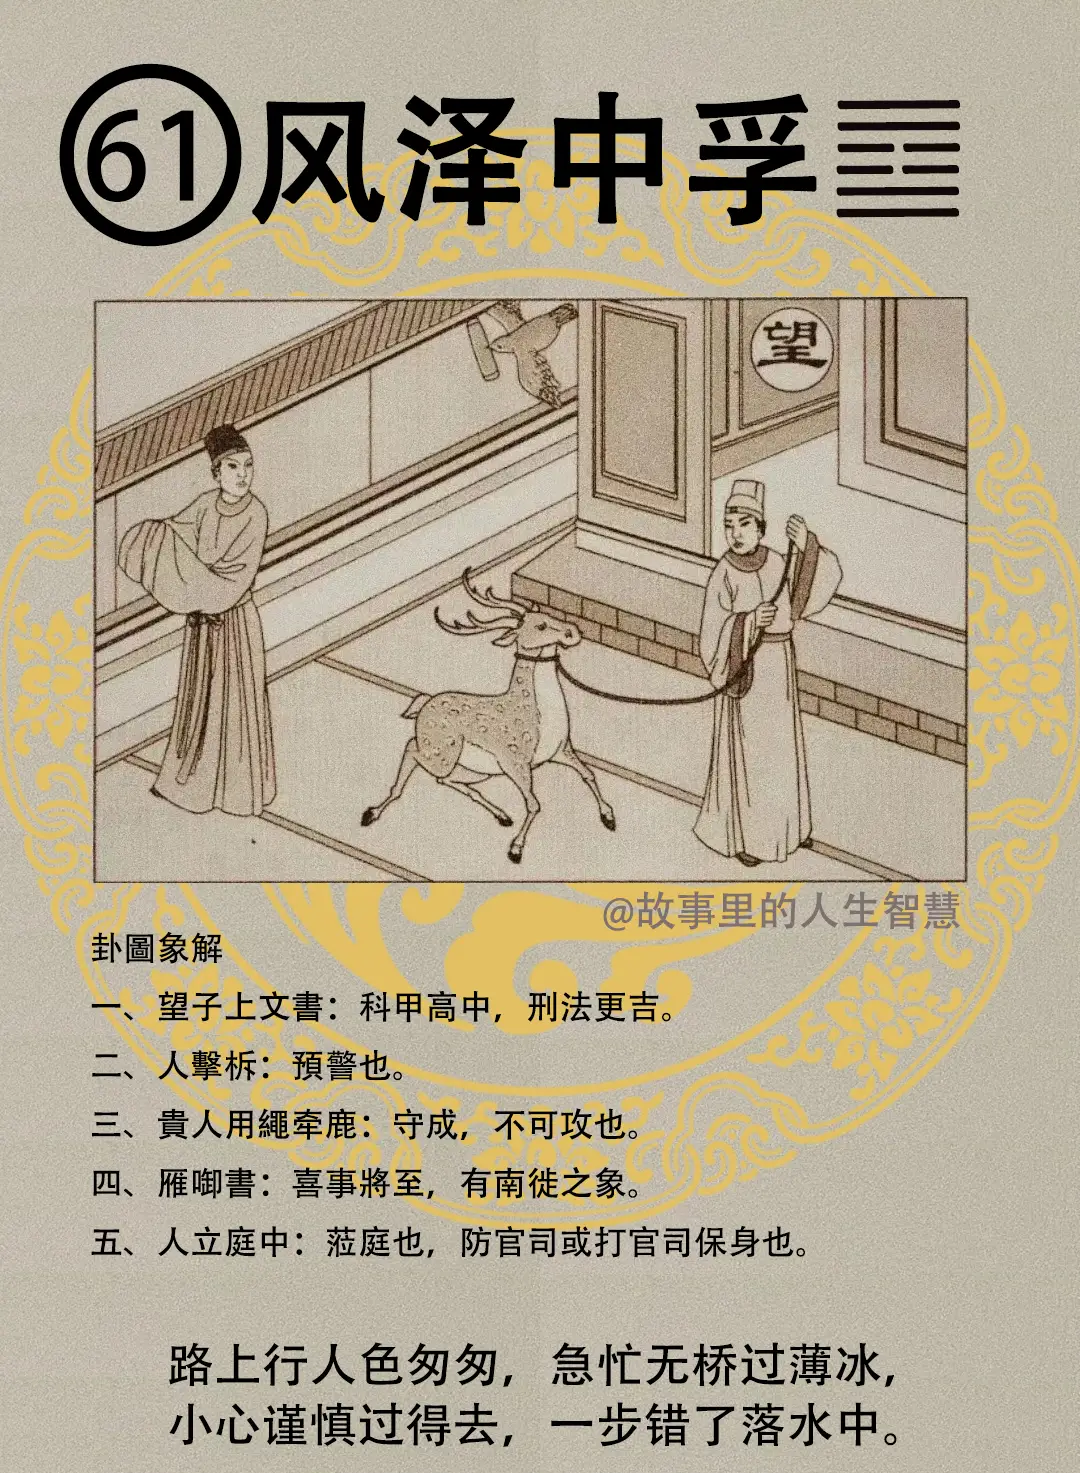 61 风泽中孚
望
@故事里的人生智慧
卦圖象解
一、望子上文書：科甲高中，刑法更吉。
二、人擊柝：預警也。
三、貴人用繩牽鹿：守成，不可攻也。
四、雁啣書：喜事將至，有南徙之象。
五、人立庭中：蒞庭也，防官司或打官司保身也。
路上行人色匆匆，急忙无桥过薄冰，
小心谨慎过得去，一步错了落水中。